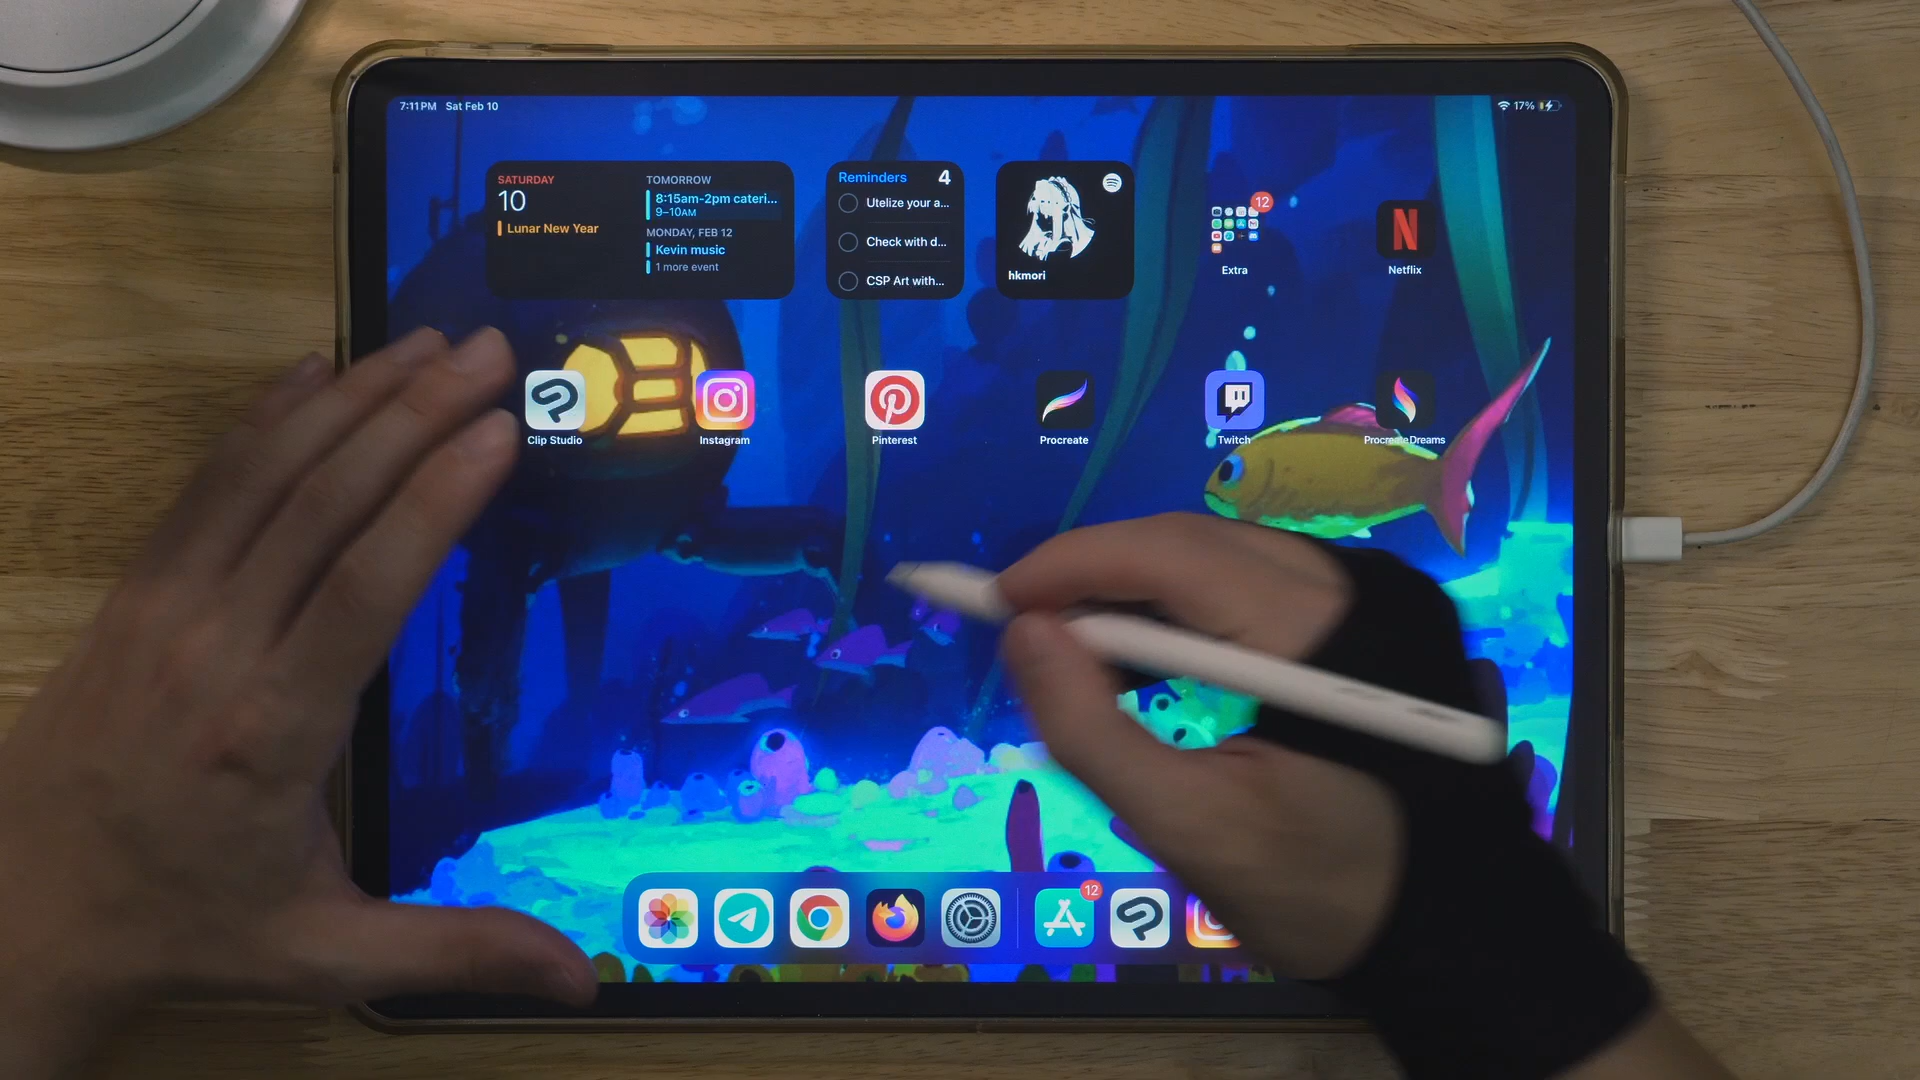 7:11 PM Sat Feb 10
17%
SATURDAY
10
Lunar New Year
TOMORROW
8:15am-2pm cateri...
9–10AM
MONDAY, FEB 12
Kevin music
1 more event
Reminders 4
Utelize your a...
Check with d...
CSP Art with...
hkmori
12
Extra
N
Netflix
Clip Studio
Instagram
Pinterest
Procreate
Twitch
Procreate Dreams
12